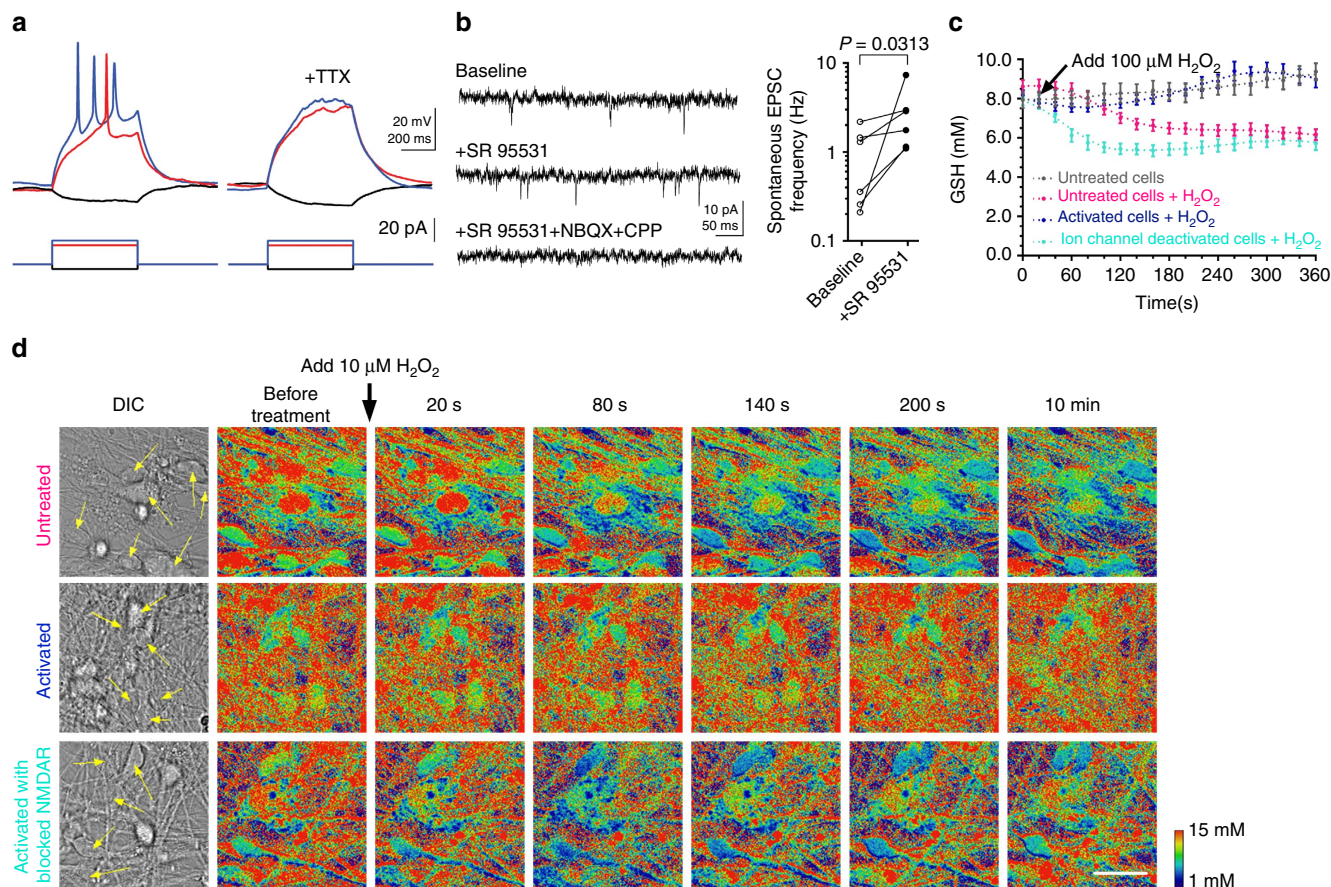 a
+TTX
20 mV
200 ms
20 pA
b
Baseline
+SR 95531
10 pA
50 ms
+SR 95531+NBQX+CPP
P = 0.0313
Spontaneous EPSC
frequency (Hz)
10
1
0.1
Baseline
+SR 95531
c
GSH (mM)
10.0
8.0
6.0
4.0
2.0
0.0
Add 100 μM H₂O₂
Untreated cells
Untreated cells + H₂O₂
Activated cells + H₂O₂
Ion channel deactivated cells + H₂O₂
0 60 120 180 240 300 360
Time(s)
d
Add 10 μM H₂O₂
DIC
Before
treatment
20 s
80 s
140 s
200 s
10 min
Untreated
Activated
Activated with
blocked NMDAR
15 mM
1 mM